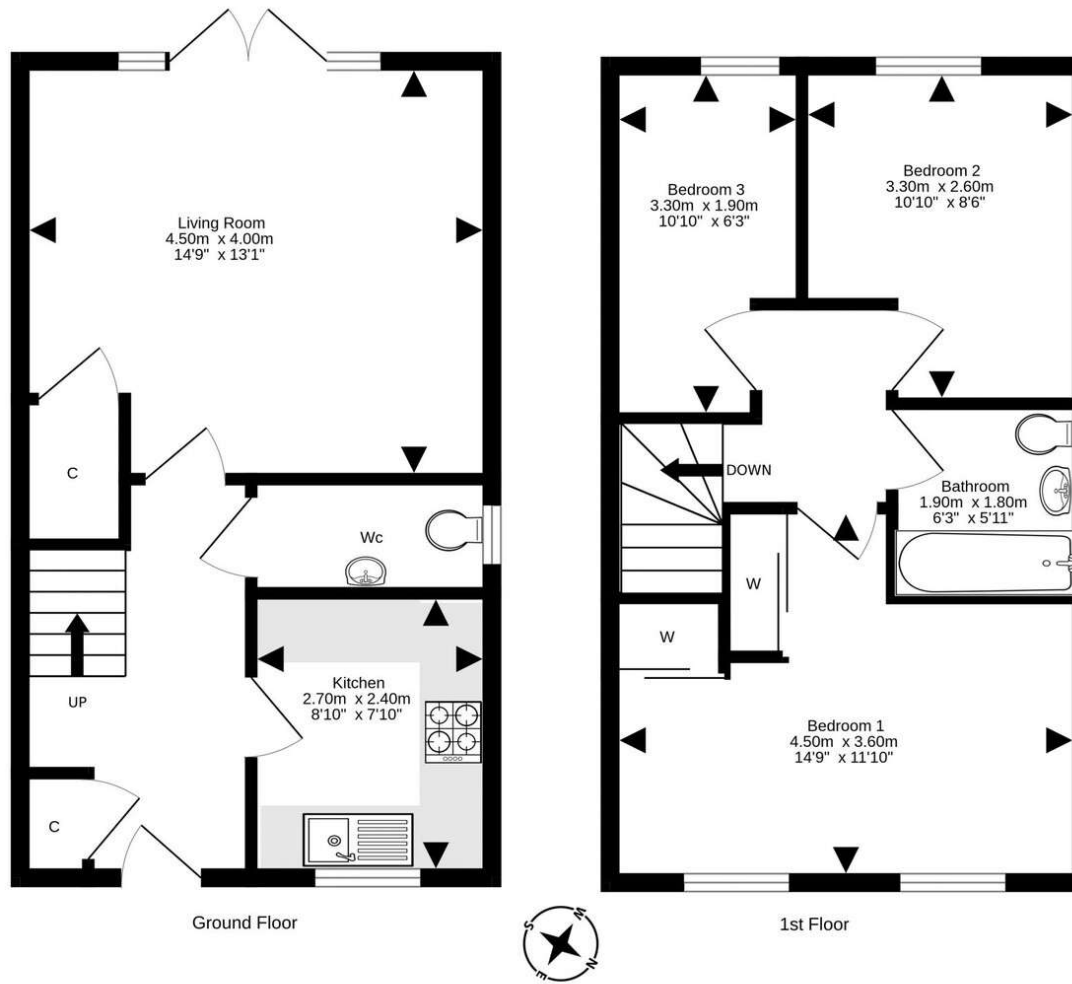 Living Room
4.50m x 4.00m
14'9" x 13'1"
C
Wc
UP
Kitchen
2.70m x 2.40m
8'10" x 7'10"
C
Ground Floor
Bedroom 3
3.30m x 1.90m
10'10" x 6'3"
Bedroom 2
3.30m x 2.60m
10'10" x 8'6"
DOWN
Bathroom
1.90m x 1.80m
6'3" x 5'11"
W
W
Bedroom 1
4.50m x 3.60m
14'9" x 11'10"
1st Floor
S
W
E
N